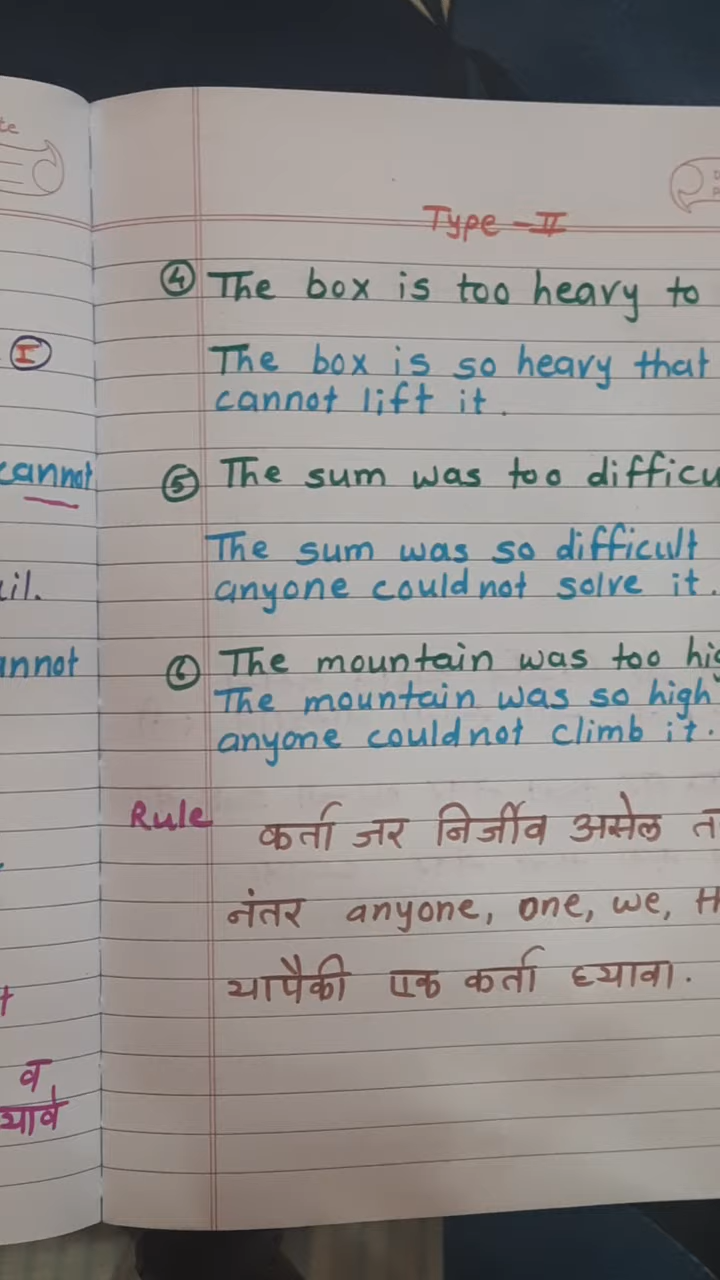 Type - II
④ The box is too heavy to
The box is so heavy that
cannot lift it.
⑤ The sum was too
The sum was so difficult
anyone could not solve it.
⑥ The mountain was too
The mountain was so high
anyone could not climb it.
Rule कर्ता जर निर्जीव असेल
नंतर anyone, one, we,
यापैकी एक कर्ता घ्यावा.
I
cannot
व